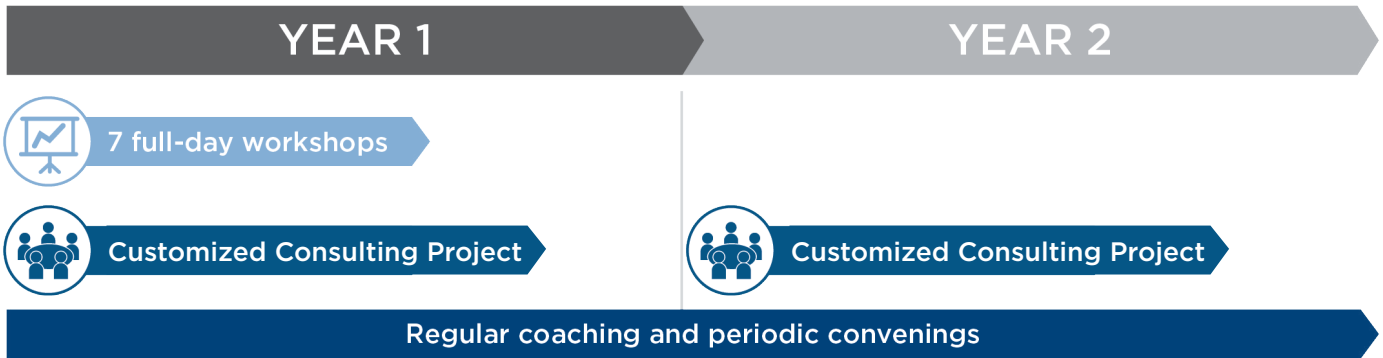 YEAR 1
YEAR 2
7 full-day workshops
Customized Consulting Project
Customized Consulting Project
Regular coaching and periodic convenings